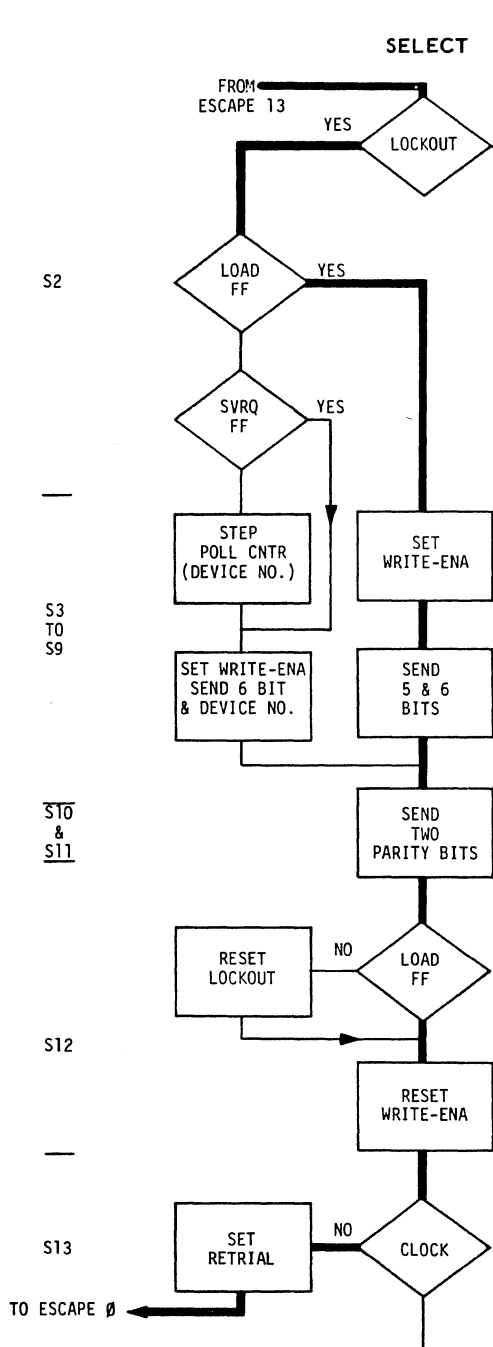 SELECT
FROM
ESCAPE 13
YES
LOCKOUT
S2
LOAD
FF
YES
SVRQ
FF
YES
STEP
POLL CNTR
(DEVICE NO.)
SET
WRITE-ENA
S3
TO
S9
SET WRITE-ENA
SEND 6 BIT
& DEVICE NO.
SEND
5 & 6
BITS
S10
&
S11
SEND
TWO
PARITY BITS
RESET
LOCKOUT
NO
LOAD
FF
S12
RESET
WRITE-ENA
S13
SET
RETRIAL
NO
CLOCK
TO ESCAPE Ø